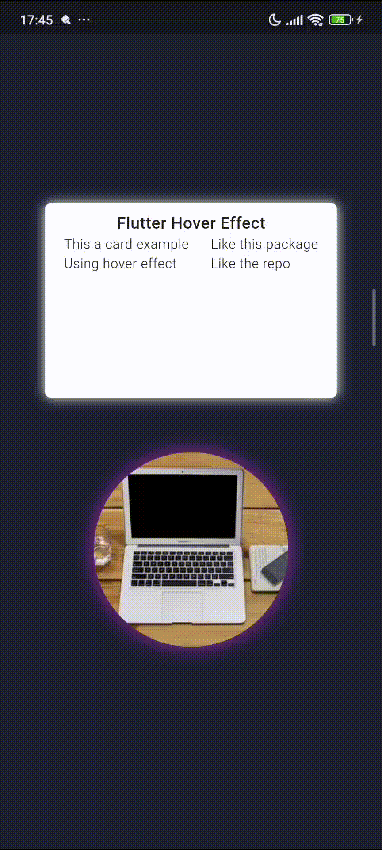 17:45 ...
75
Flutter Hover Effect
This a card example Like this package
Using hover effect Like the repo